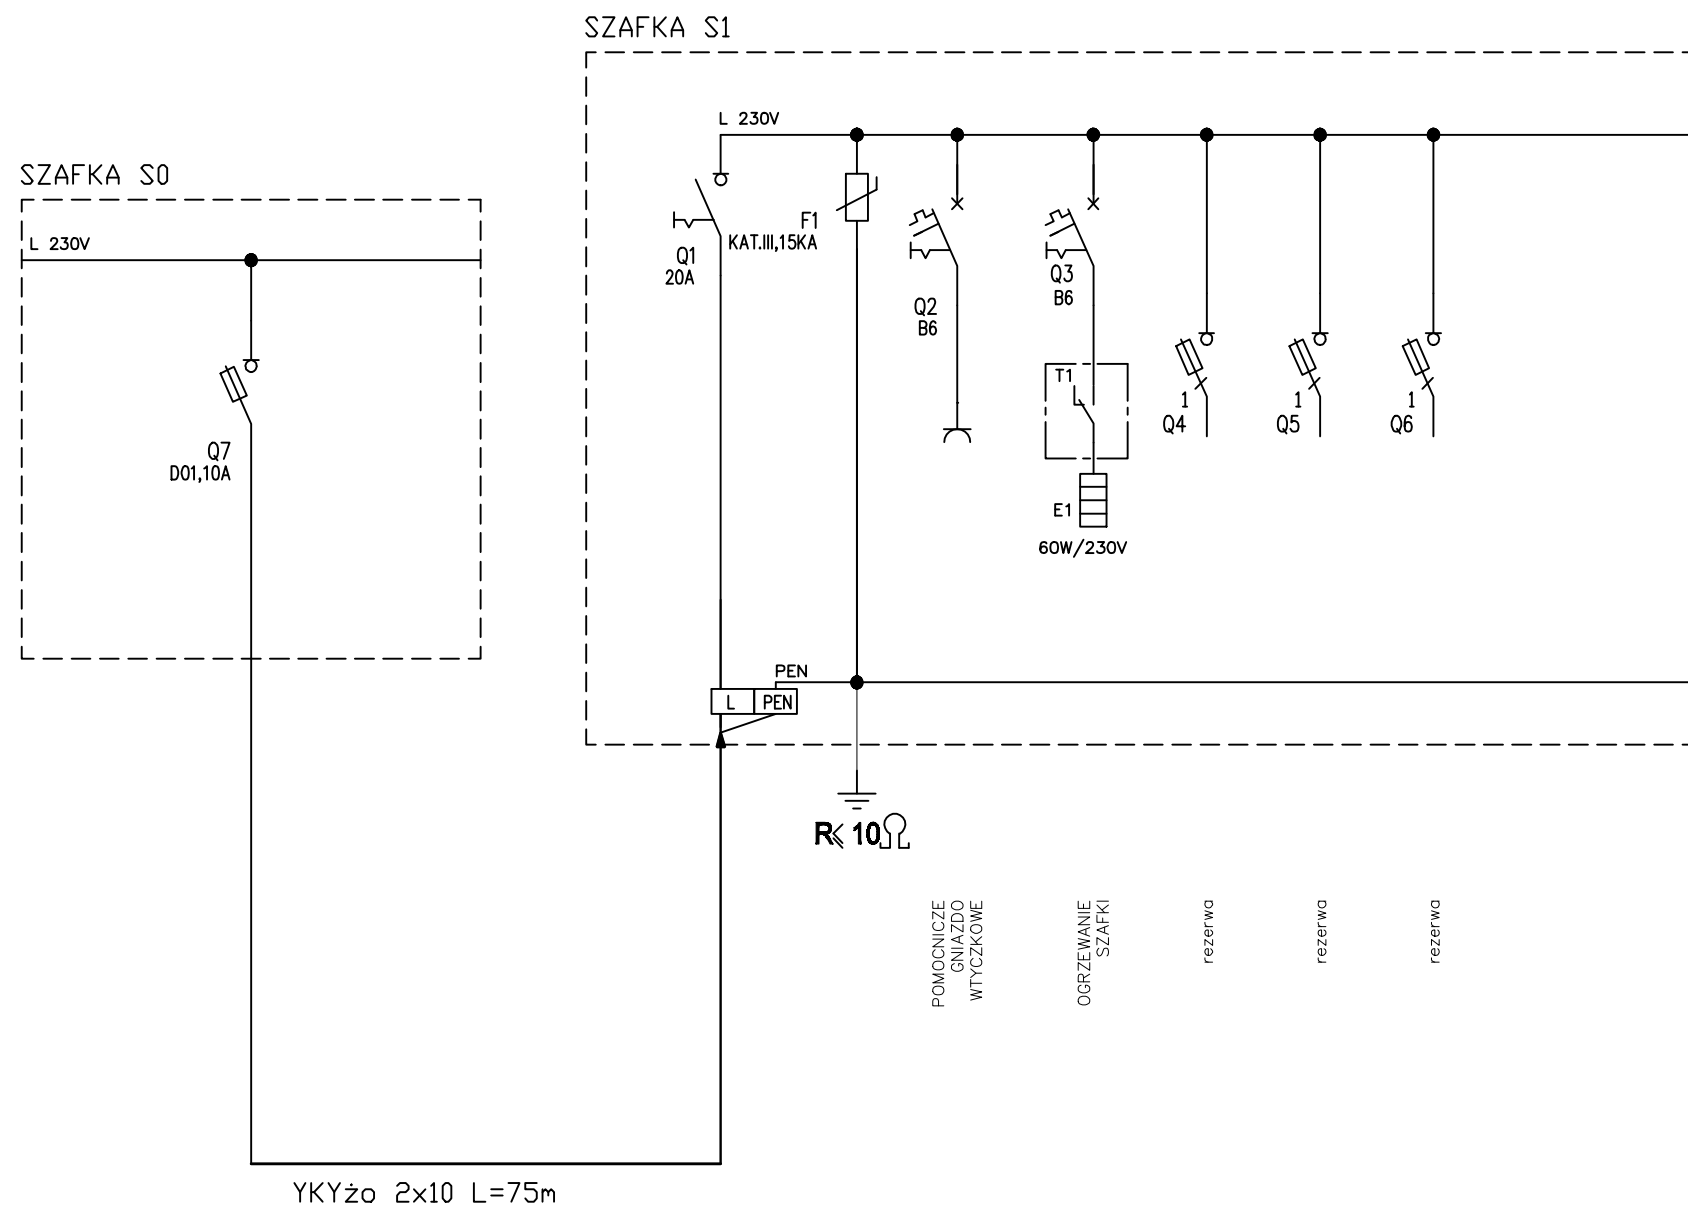 SZAFKA S1
L 230V
SZAFKA S0
L 230V
F1
KAT.III,15KA
Q1
20A
Q3
B6
Q2
B6
T1
1
Q4
1
Q5
1
Q6
Q7
D01,10A
E1
60W/230V
PEN
L
PEN
R⩽ 10Ω
POMOCNICZE
GNIAZDO
WTYCZKOWE
OGRZEWANIE
SZAFKI
rezerwa
rezerwa
rezerwa
YKYżo 2x10 L=75m